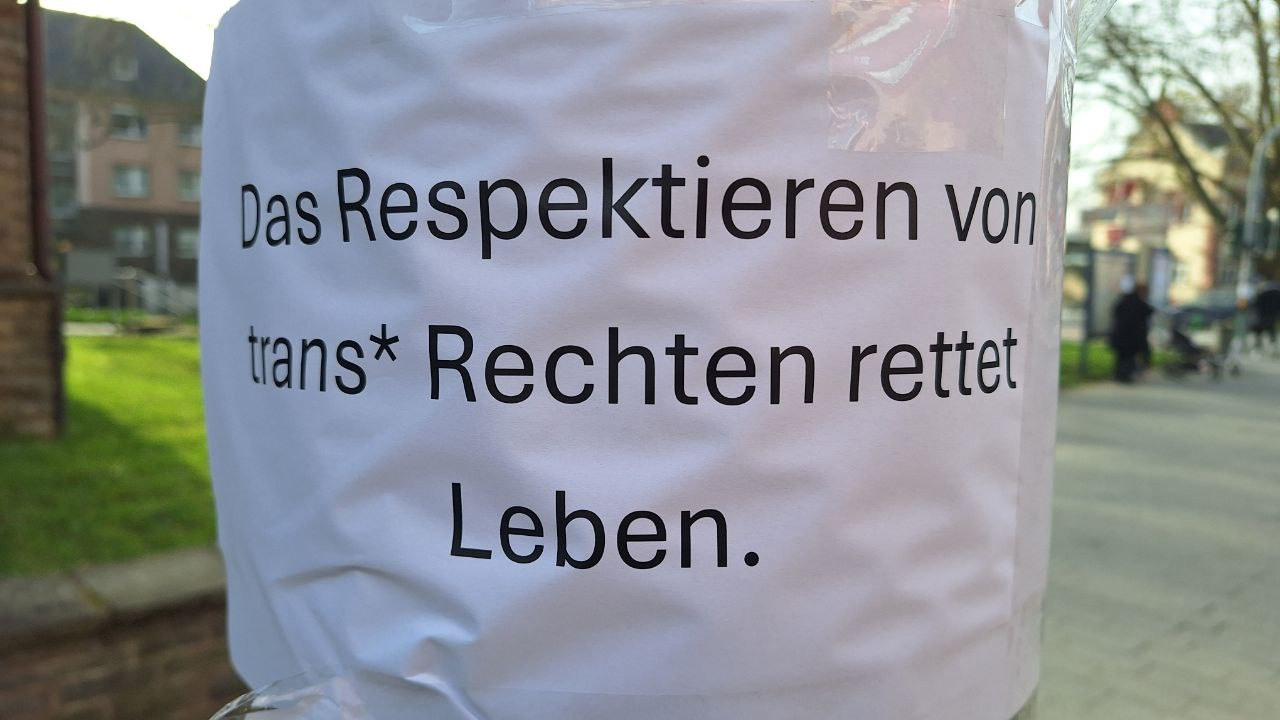 Das Respektieren von
trans* Rechten rettet
Leben.